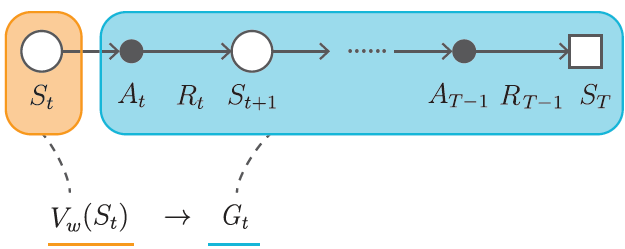 $S_t$ $A_t$ $R_t$ $S_{t+1}$ ...... $A_{T-1}$ $R_{T-1}$ $S_T$
$V_w(S_t)$ → $G_t$